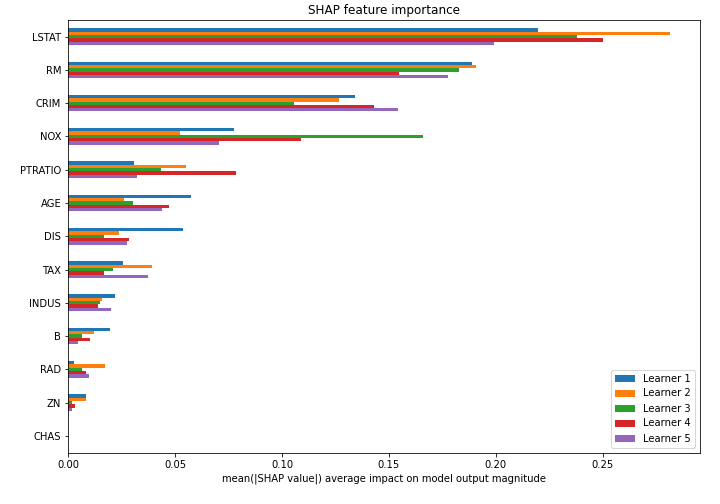 SHAP feature importance
LSTAT
RM
CRIM
NOX
PTRATIO
AGE
DIS
TAX
INDUS
B
RAD
ZN
CHAS
Learner 1
Learner 2
Learner 3
Learner 4
Learner 5
0.00 0.05 0.10 0.15 0.20 0.25
mean(|SHAP value|) average impact on model output magnitude